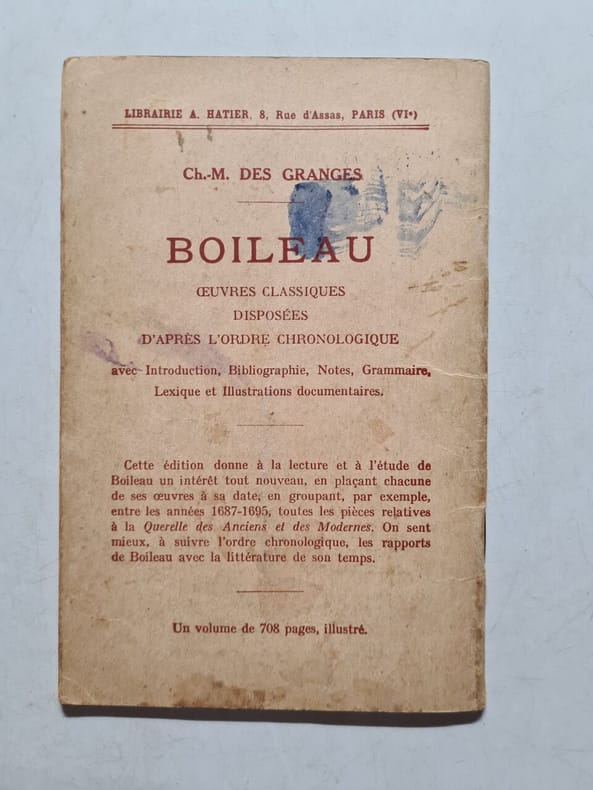 LIBRAIRIE A. HATIER, 8, Rue d'Assas, PARIS (VIe)
Ch.-M. DES GRANGES
BOILEAU
ŒUVRES CLASSIQUES
DISPOSÉES
D'APRÈS L'ORDRE CHRONOLOGIQUE
avec Introduction, Bibliographie, Notes, Grammaire,
Lexique et Illustrations documentaires.
Cette édition donne à la lecture et à l'étude de
Boileau un intérêt tout nouveau, en plaçant chacune
de ses œuvres à sa date, en groupant, par exemple,
entre les années 1687-1695, toutes les pièces relatives
à la Querelle des Anciens et des Modernes. On sent
mieux, à suivre l'ordre chronologique, les rapports
de Boileau avec la littérature de son temps.
Un volume de 708 pages, illustré.